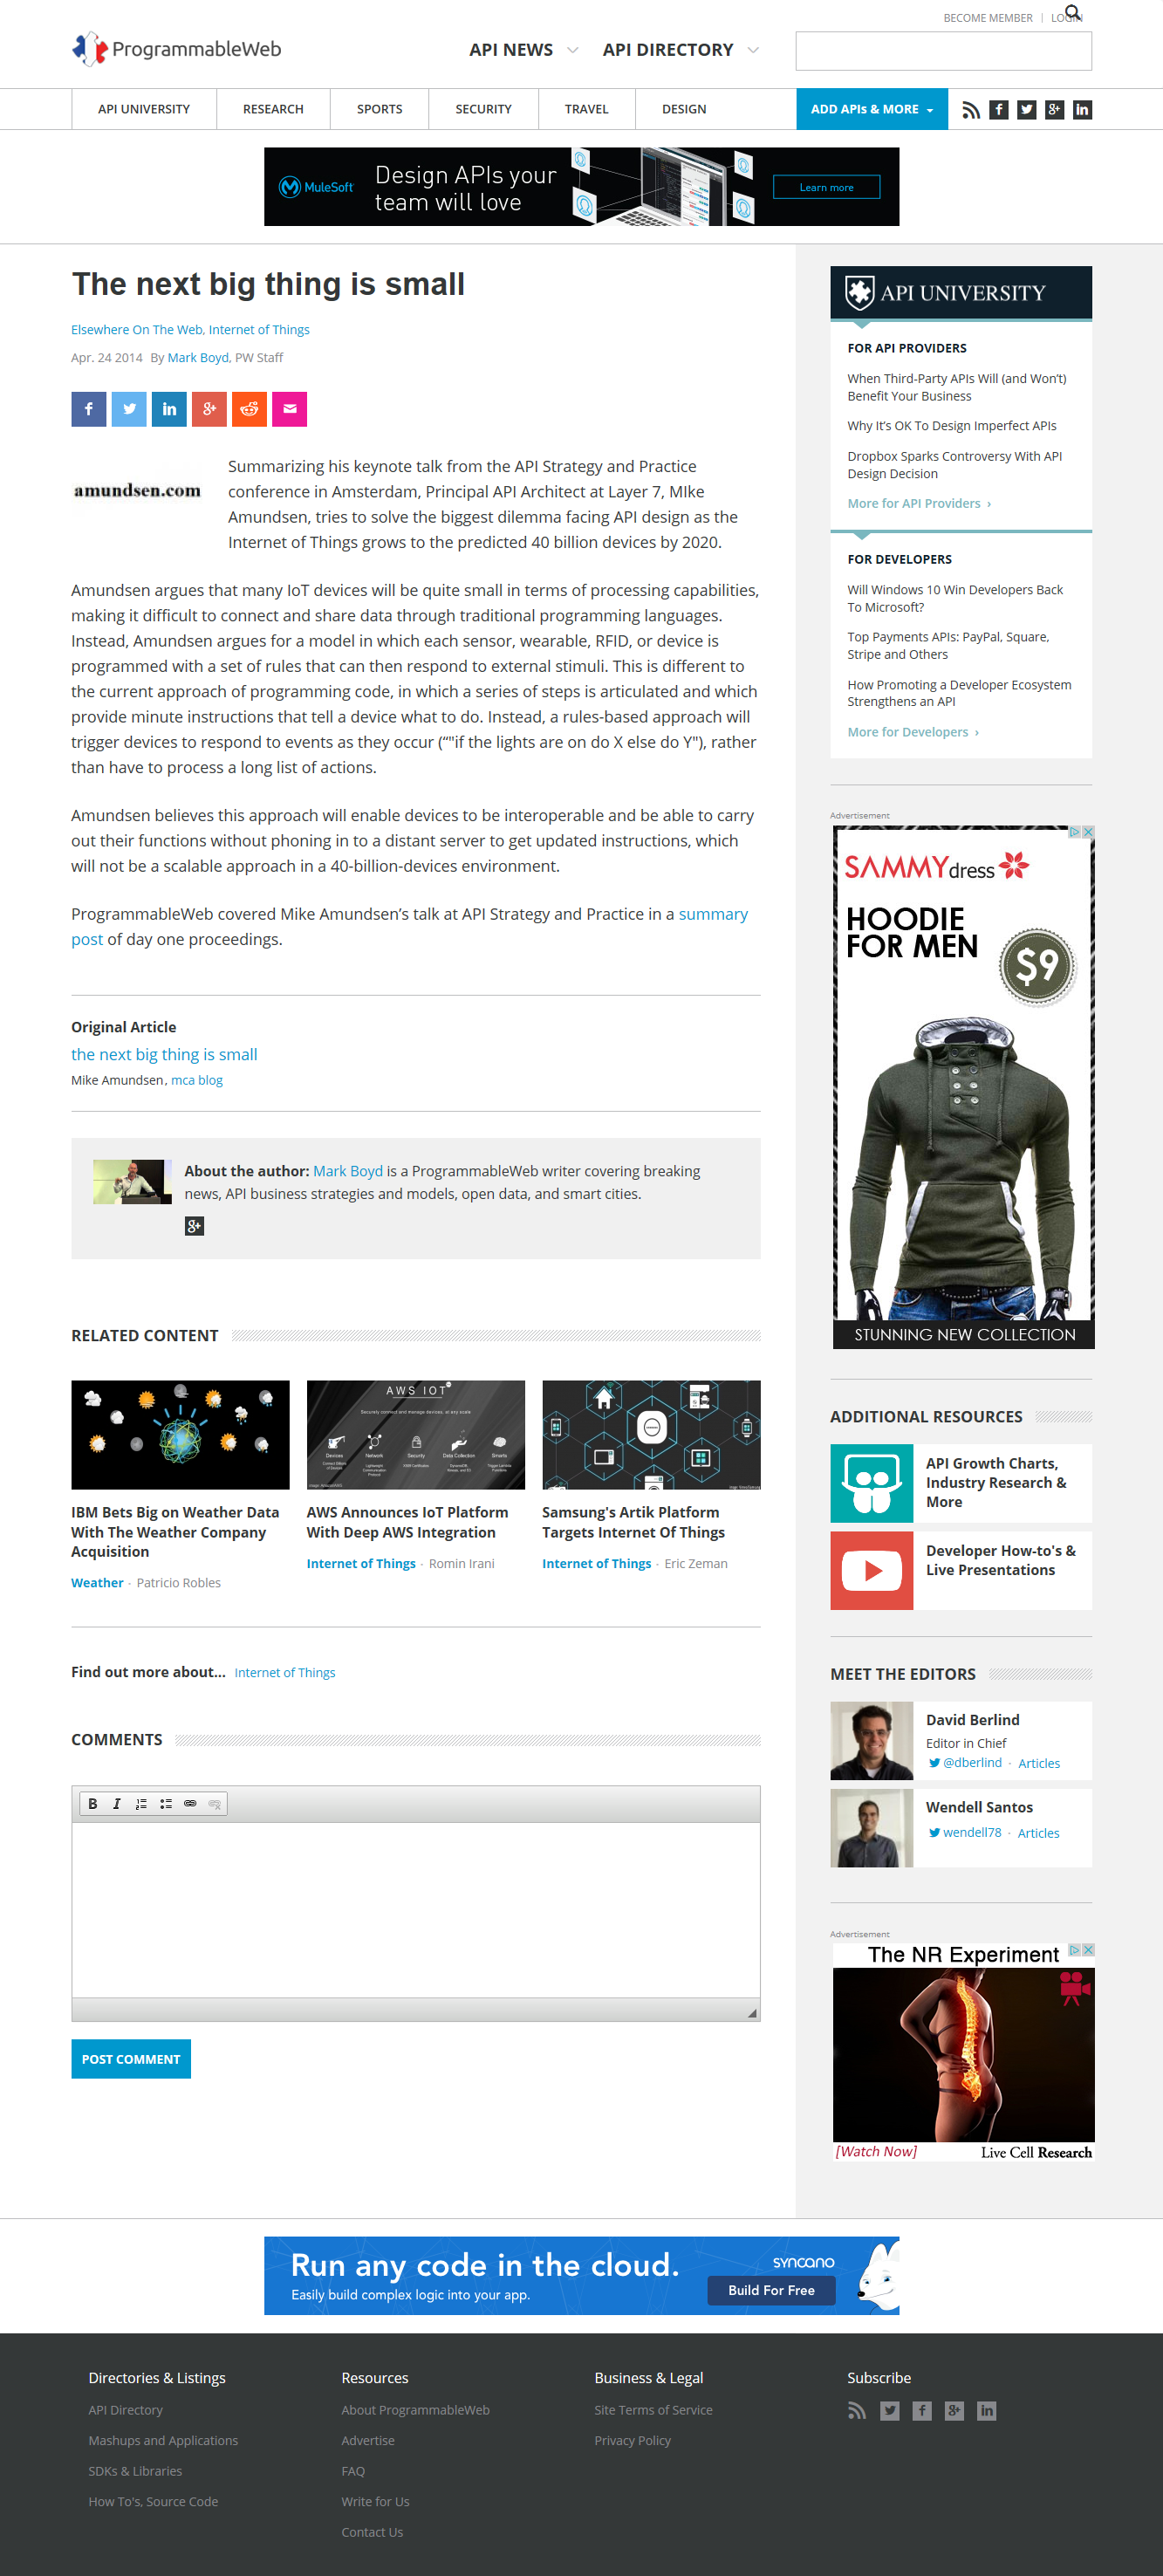 BECOME MEMBER | LOGIN
ProgrammableWeb
API NEWS
API DIRECTORY
API UNIVERSITY
RESEARCH
SPORTS
SECURITY
TRAVEL
DESIGN
ADD APIs & MORE
MuleSoft
Design APIs your
team will love
Learn more
The next big thing is small
Elsewhere On The Web, Internet of Things
Apr. 24 2014 By Mark Boyd, PW Staff
amundsen.com
Summarizing his keynote talk from the API Strategy and Practice
conference in Amsterdam, Principal API Architect at Layer 7, MIke
Amundsen, tries to solve the biggest dilemma facing API design as the
Internet of Things grows to the predicted 40 billion devices by 2020.
Amundsen argues that many IoT devices will be quite small in terms of processing capabilities,
making it difficult to connect and share data through traditional programming languages.
Instead, Amundsen argues for a model in which each sensor, wearable, RFID, or device is
programmed with a set of rules that can then respond to external stimuli. This is different to
the current approach of programming code, in which a series of steps is articulated and which
provide minute instructions that tell a device what to do. Instead, a rules-based approach will
trigger devices to respond to events as they occur (“"if the lights are on do X else do Y"), rather
than have to process a long list of actions.
Amundsen believes this approach will enable devices to be interoperable and be able to carry
out their functions without phoning in to a distant server to get updated instructions, which
will not be a scalable approach in a 40-billion-devices environment.
ProgrammableWeb covered Mike Amundsen’s talk at API Strategy and Practice in a summary
post of day one proceedings.
Original Article
the next big thing is small
Mike Amundsen, mca blog
About the author: Mark Boyd is a ProgrammableWeb writer covering breaking
news, API business strategies and models, open data, and smart cities.
RELATED CONTENT
AWS IOT
Securely connect and manage devices, at any scale
Devices
Network
Security
Data Collection
Smarts
IBM Bets Big on Weather Data
With The Weather Company
Acquisition
Weather - Patricio Robles
AWS Announces IoT Platform
With Deep AWS Integration
Internet of Things - Romin Irani
Samsung's Artik Platform
Targets Internet Of Things
Internet of Things - Eric Zeman
Find out more about... Internet of Things
COMMENTS
B I
POST COMMENT
API UNIVERSITY
FOR API PROVIDERS
When Third-Party APIs Will (and Won’t)
Benefit Your Business
Why It’s OK To Design Imperfect APIs
Dropbox Sparks Controversy With API
Design Decision
More for API Providers ›
FOR DEVELOPERS
Will Windows 10 Win Developers Back
To Microsoft?
Top Payments APIs: PayPal, Square,
Stripe and Others
How Promoting a Developer Ecosystem
Strengthens an API
More for Developers ›
Advertisement
SAMMYdress
HOODIE
FOR MEN
$9
STUNNING NEW COLLECTION
ADDITIONAL RESOURCES
API Growth Charts,
Industry Research &
More
Developer How-to's &
Live Presentations
MEET THE EDITORS
David Berlind
Editor in Chief
@dberlind - Articles
Wendell Santos
wendell78 - Articles
Advertisement
The NR Experiment
[Watch Now]
Live Cell Research
Run any code in the cloud.
Easily build complex logic into your app.
SYNCANO
Build For Free
Directories & Listings
API Directory
Mashups and Applications
SDKs & Libraries
How To's, Source Code
Resources
About ProgrammableWeb
Advertise
FAQ
Write for Us
Contact Us
Business & Legal
Site Terms of Service
Privacy Policy
Subscribe